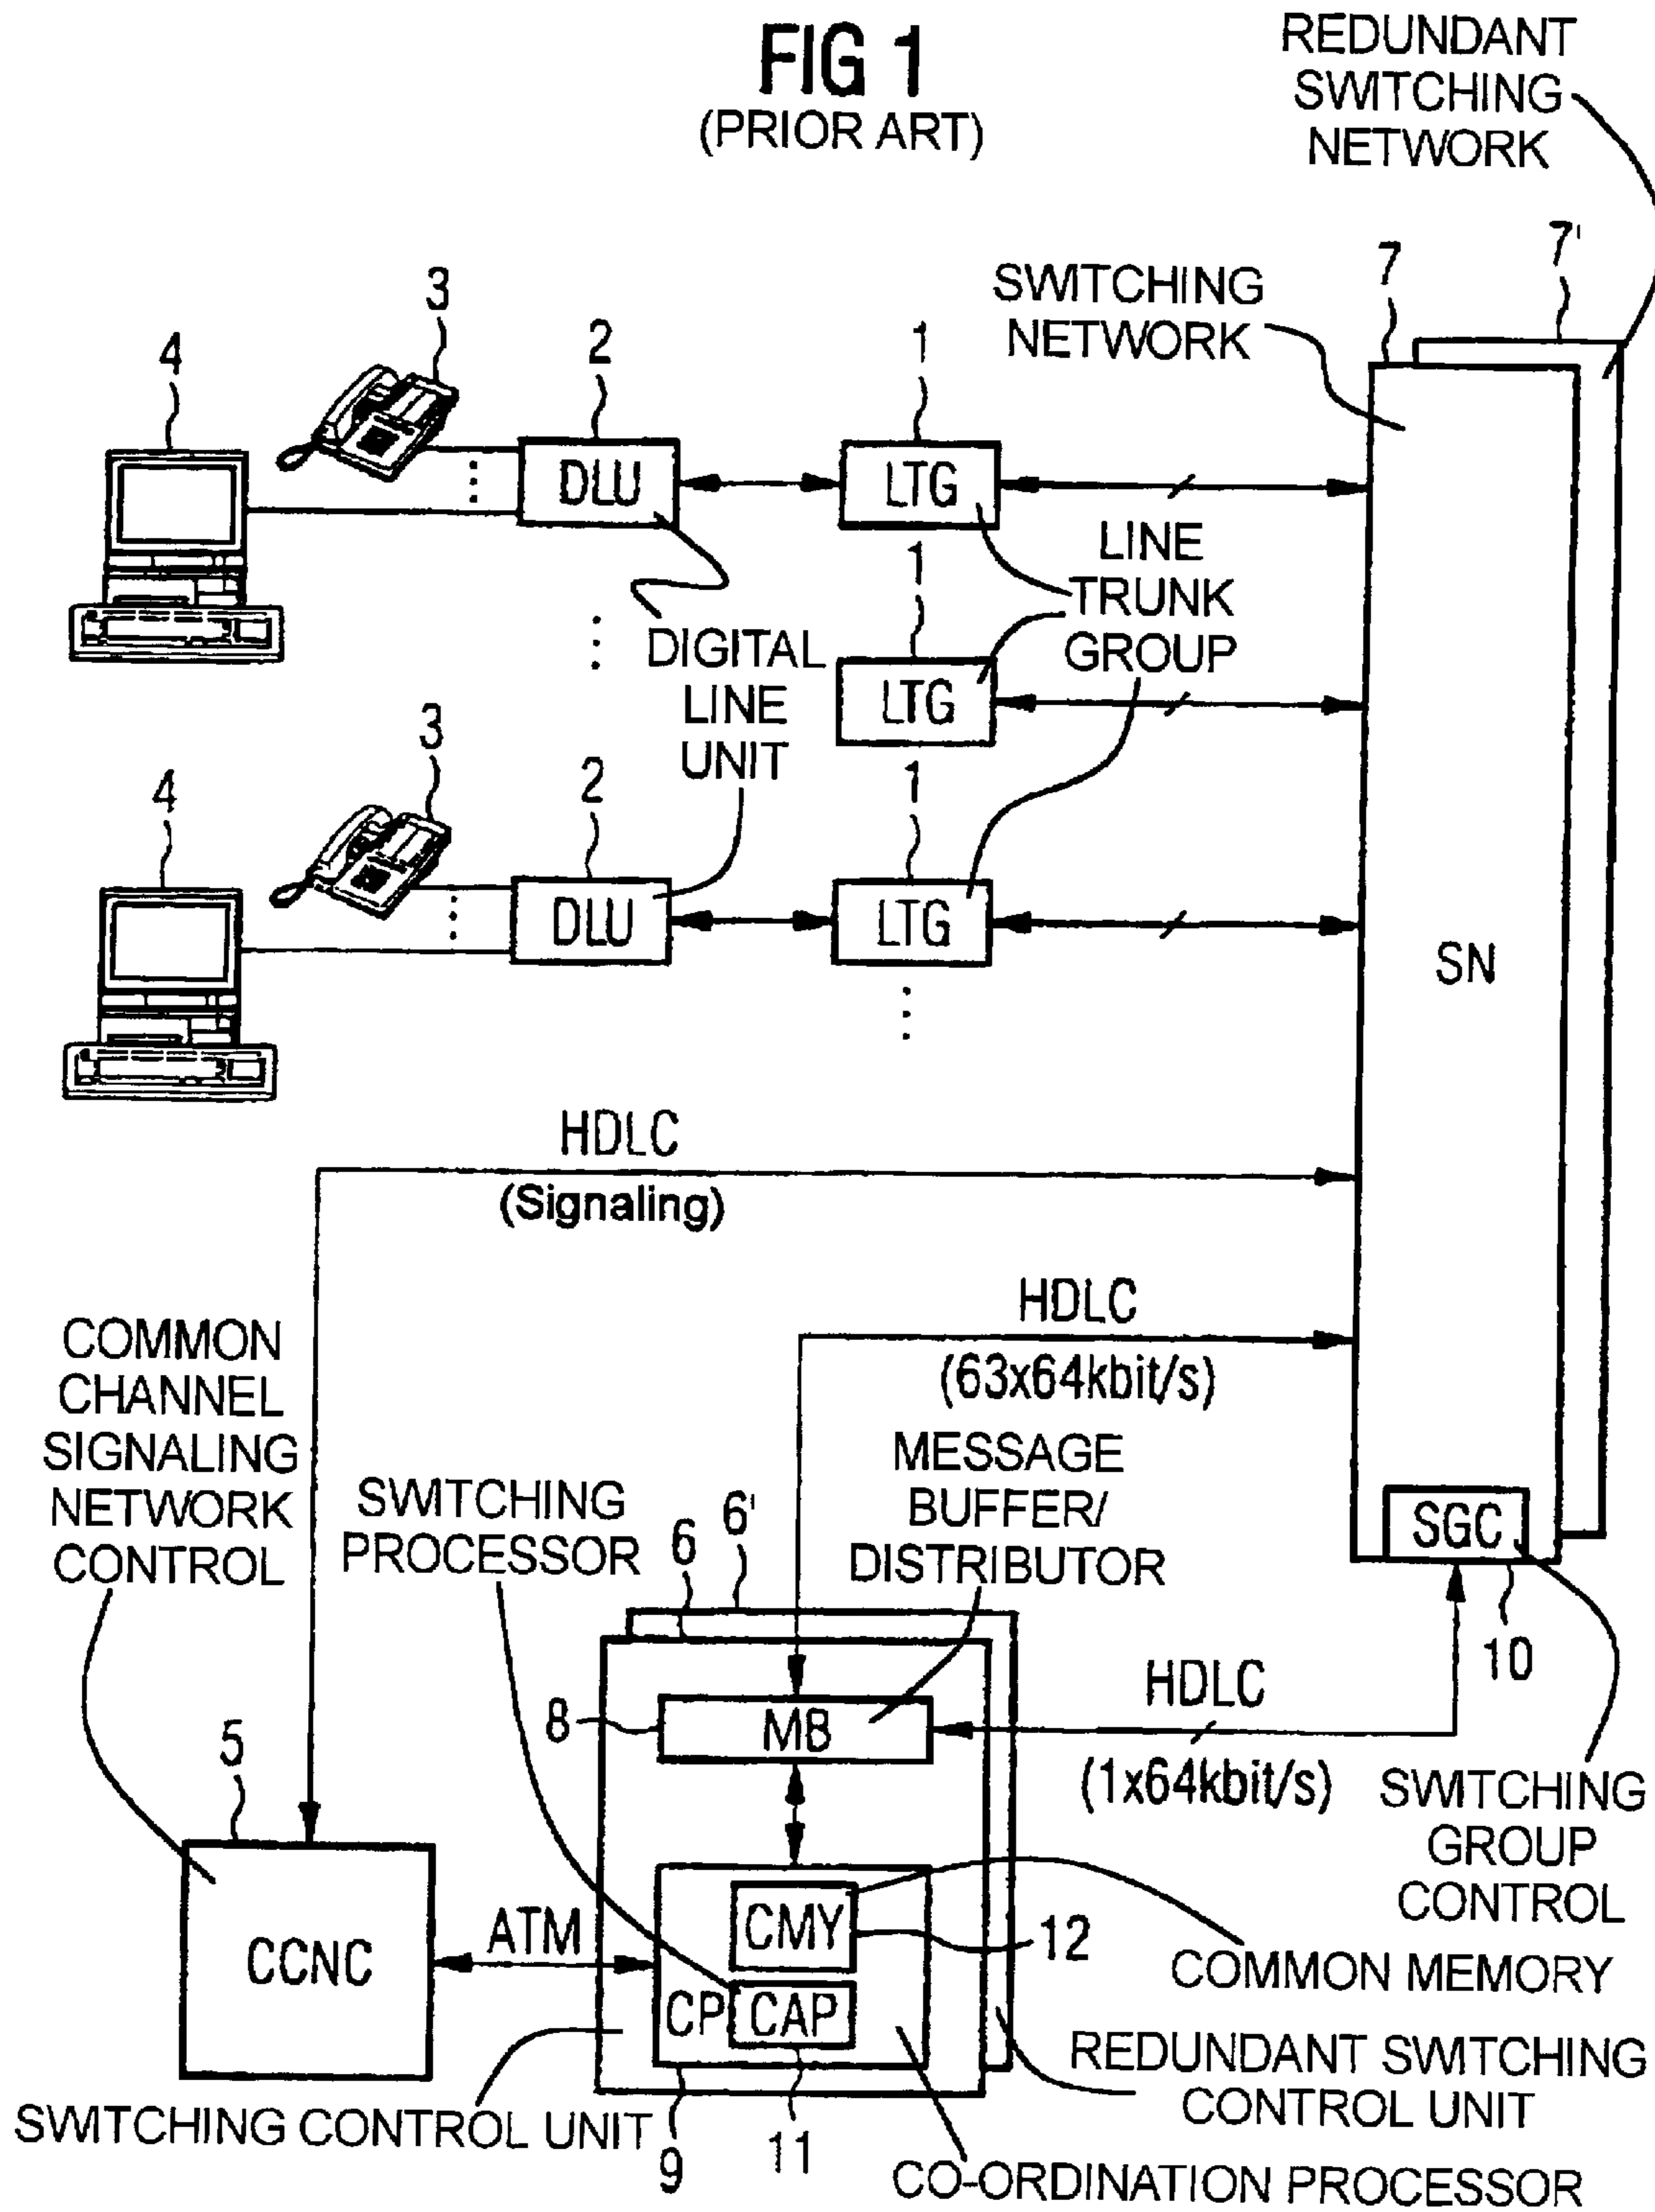 FIG 1
(PRIOR ART)
REDUNDANT
SWITCHING
NETWORK
7'
7
SWITCHING
NETWORK
3
4
2
1
DLU
LTG
LINE
TRUNK
GROUP
1
DIGITAL
LINE
UNIT
LTG
3
4
2
1
DLU
LTG
SN
HDLC
(Signaling)
HDLC
(63x64kbit/s)
COMMON
CHANNEL
SIGNALING
NETWORK
CONTROL
SWITCHING
PROCESSOR
6
6'
MESSAGE
BUFFER/
DISTRIBUTOR
SGC
10
8
MB
HDLC
(1x64kbit/s)
SWITCHING
GROUP
CONTROL
5
CCNC
ATM
CMY
12
COMMON MEMORY
CP
CAP
REDUNDANT SWITCHING
CONTROL UNIT
SWITCHING CONTROL UNIT
9
11
CO-ORDINATION PROCESSOR